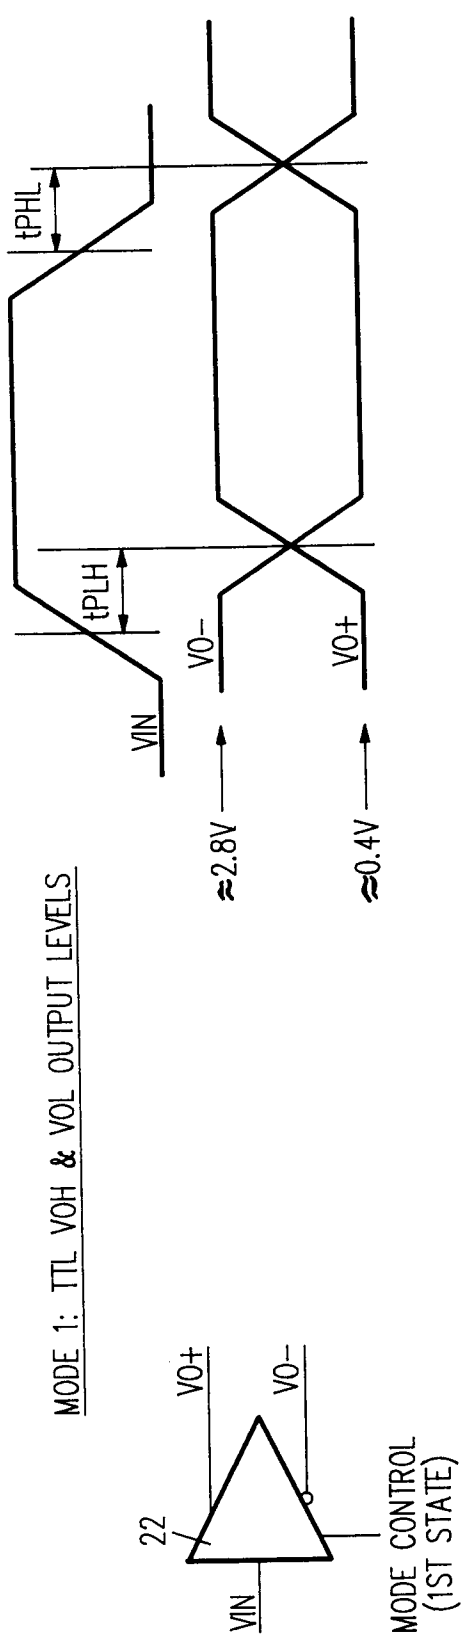 MODE 1: TTL VOH & VOL OUTPUT LEVELS
22
VIN
VO+
VO-
MODE CONTROL
(1ST STATE)
VIN
tPLH
tPHL
≈2.8V
VO-
≈0.4V
VO+